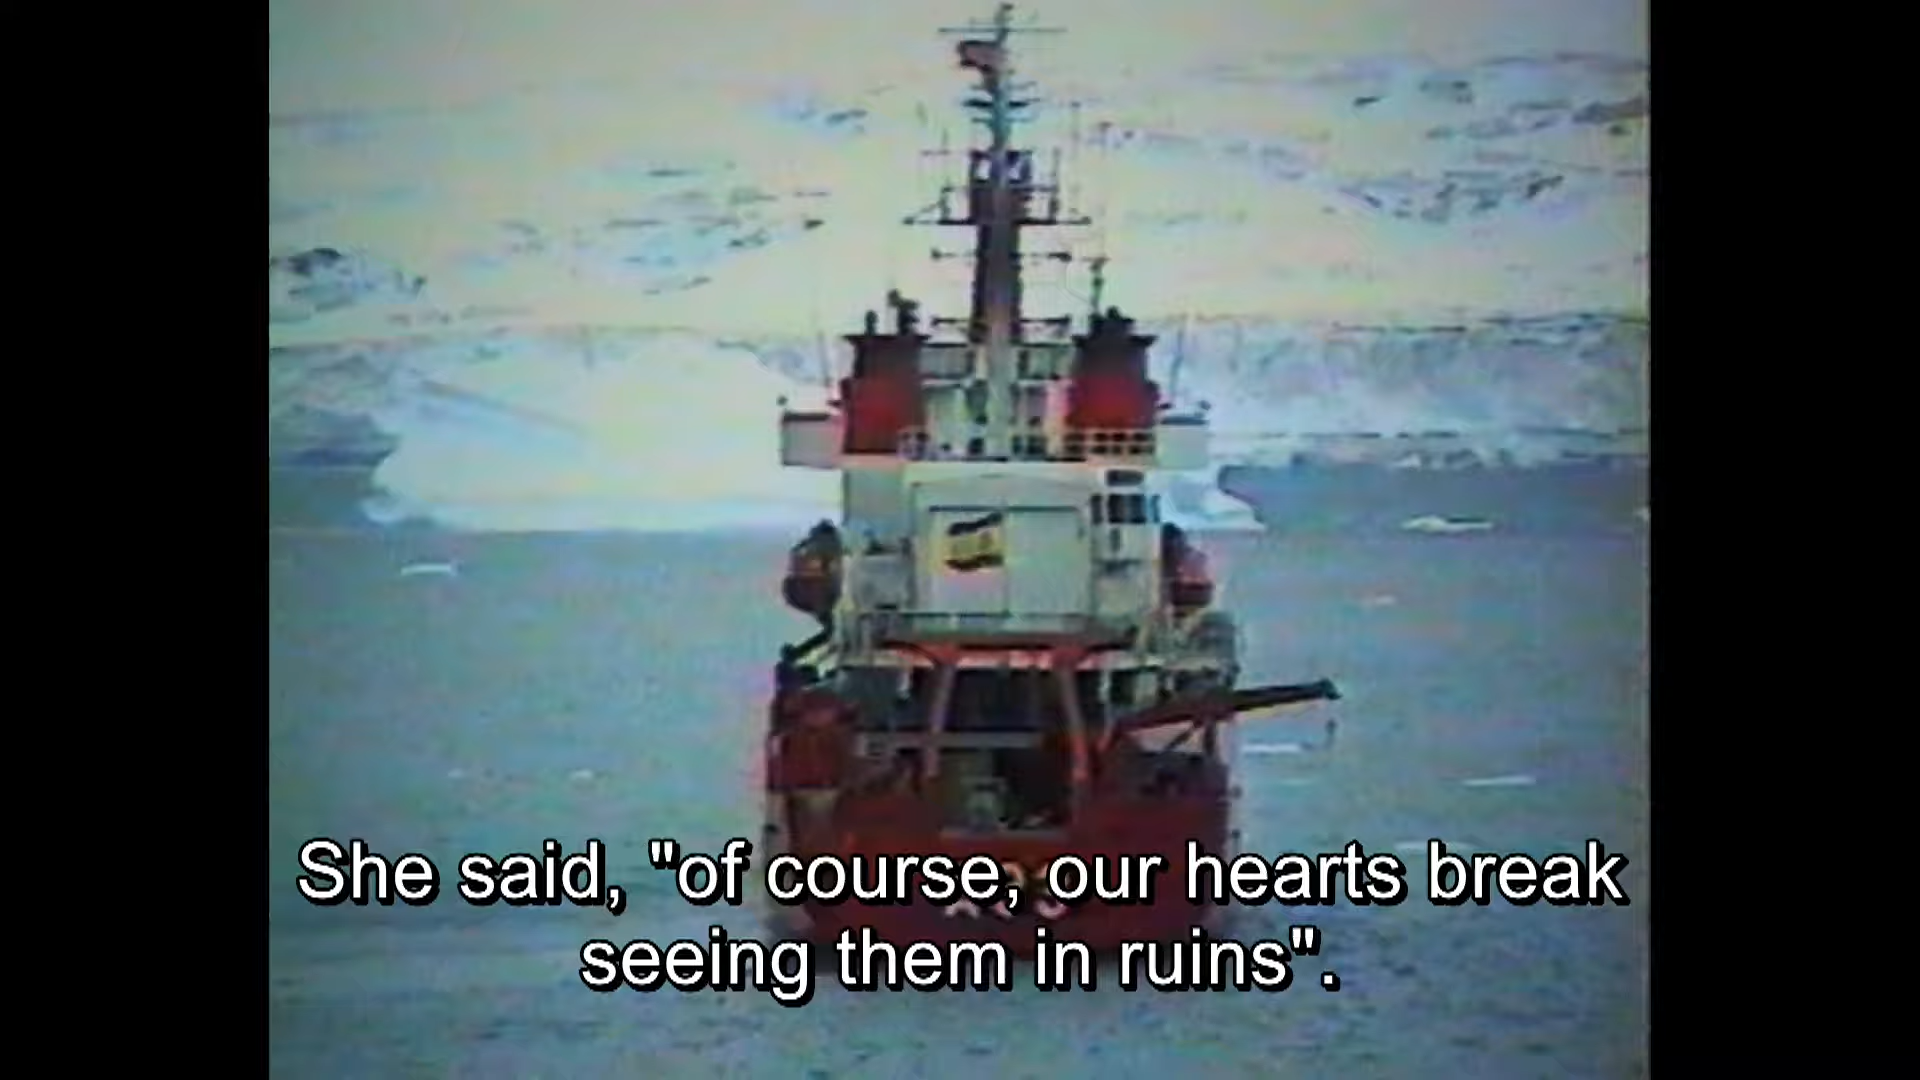 She said, "of course, our hearts break
seeing them in ruins".